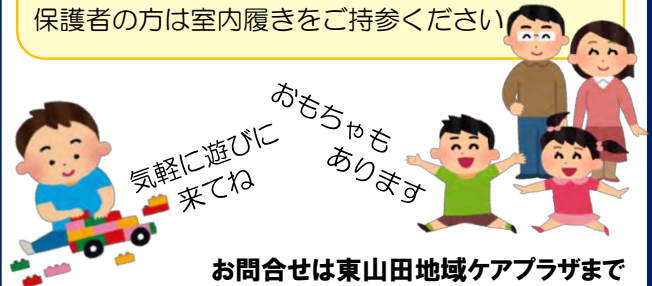 保護者の方は室内履きをご持参ください
おもちゃも
あります
気軽に遊びに
来てね
お問合せは東山田地域ケアプラザまで